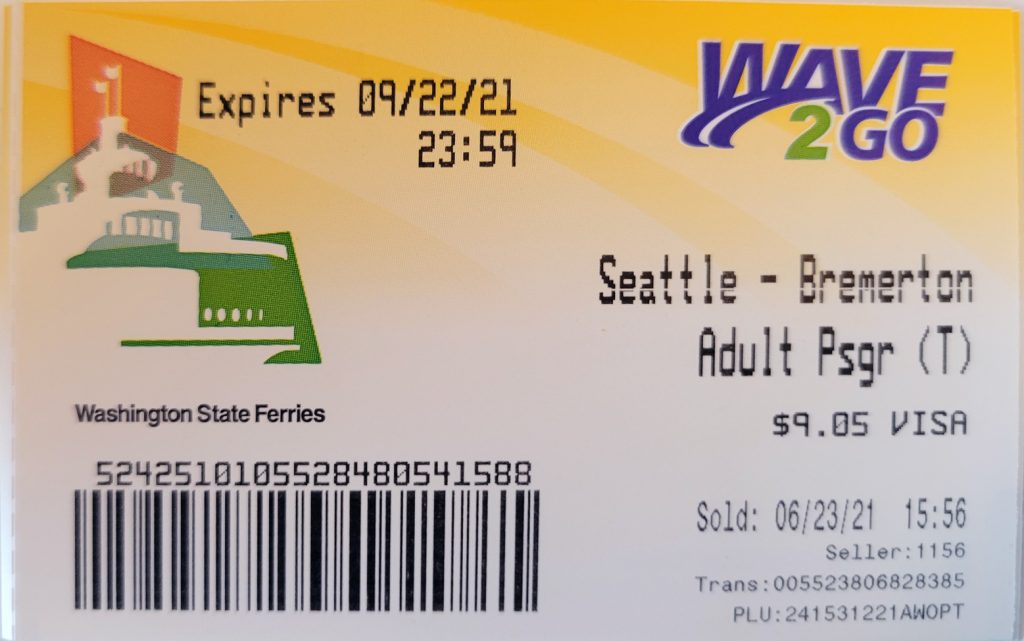 Expires 09/22/21
23:59
WAVE
2GO
Seattle - Bremerton
Adult Psgr (T)
$9.05 VISA
Washington State Ferries
5242510105528480541588
Sold: 06/23/21 15:56
Seller:1156
Trans:005523806828385
PLU:241531221AWOPT